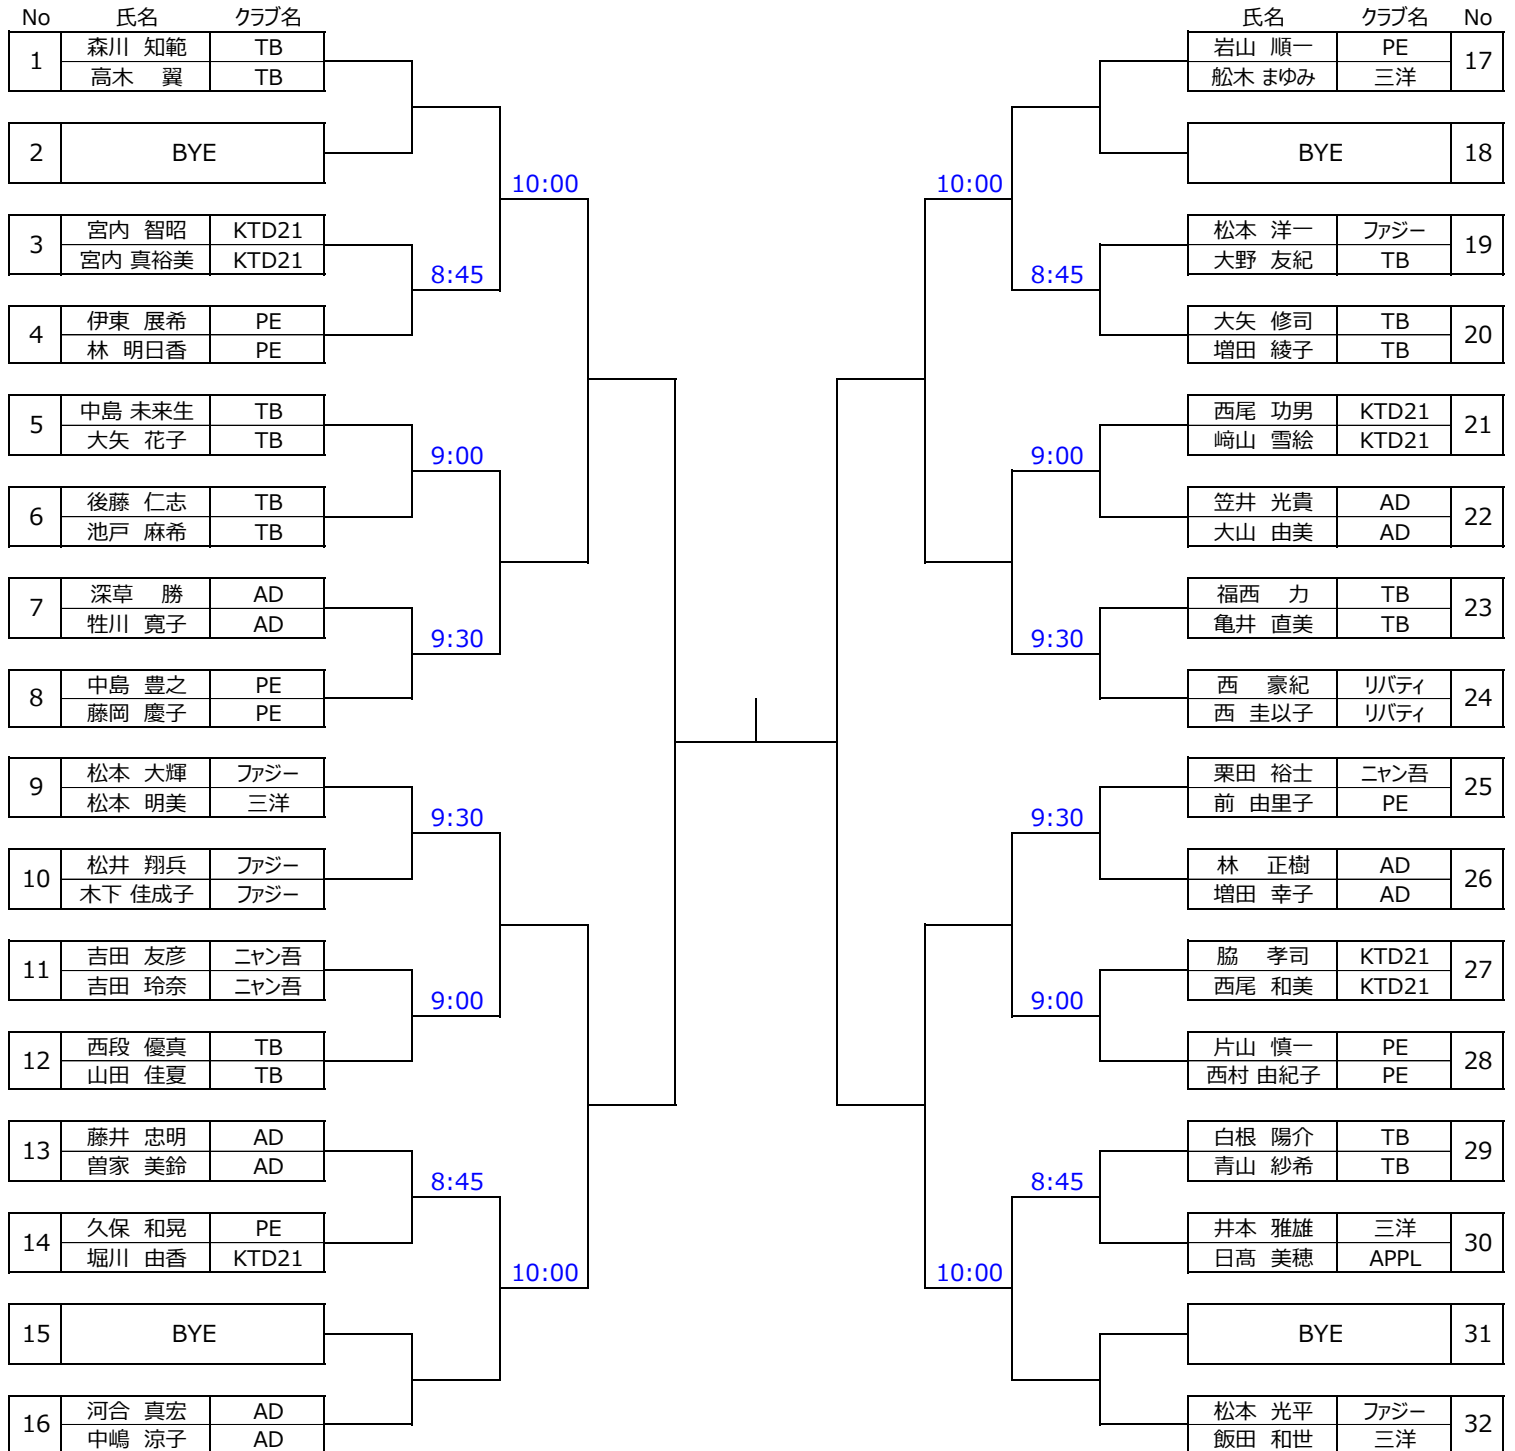 No 氏名 クラブ名
1 森川 知範 TB
高木 翼 TB
2 BYE
10:00
3 宮内 智昭 KTD21
宮内 真裕美 KTD21
8:45
4 伊東 展希 PE
林 明日香 PE
5 中島 未来生 TB
大矢 花子 TB
9:00
6 後藤 仁志 TB
池戸 麻希 TB
7 深草 勝 AD
牲川 寛子 AD
9:30
8 中島 豊之 PE
藤岡 慶子 PE
9 松本 大輝 ファジー
松本 明美 三洋
9:30
10 松井 翔兵 ファジー
木下 佳成子 ファジー
11 吉田 友彦 ニャン吾
吉田 玲奈 ニャン吾
9:00
12 西段 優真 TB
山田 佳夏 TB
13 藤井 忠明 AD
曽家 美鈴 AD
8:45
14 久保 和晃 PE
堀川 由香 KTD21
10:00
15 BYE
16 河合 真宏 AD
中嶋 涼子 AD
氏名 クラブ名 No
岩山 順一 PE 17
舩木 まゆみ 三洋
BYE 18
10:00
松本 洋一 ファジー 19
大野 友紀 TB
8:45
大矢 修司 TB 20
増田 綾子 TB
西尾 功男 KTD21 21
﨑山 雪絵 KTD21
9:00
笠井 光貴 AD 22
大山 由美 AD
福西 力 TB 23
亀井 直美 TB
9:30
西 豪紀 リバティ 24
西 圭以子 リバティ
栗田 裕士 ニャン吾 25
前 由里子 PE
9:30
林 正樹 AD 26
増田 幸子 AD
脇 孝司 KTD21 27
西尾 和美 KTD21
9:00
片山 慎一 PE 28
西村 由紀子 PE
白根 陽介 TB 29
青山 紗希 TB
8:45
井本 雅雄 三洋 30
日髙 美穂 APPL
10:00
BYE 31
松本 光平 ファジー 32
飯田 和世 三洋